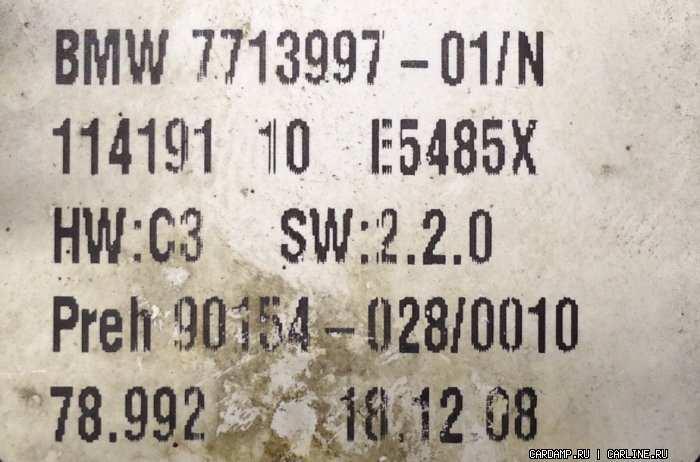 BMW 7713997-01/N
114191 10 E5485X
HW:C3 SW:2.2.0
Preh 90154-028/0010
78.992 18.12.08
CARDAMP.RU | CARLINE.RU